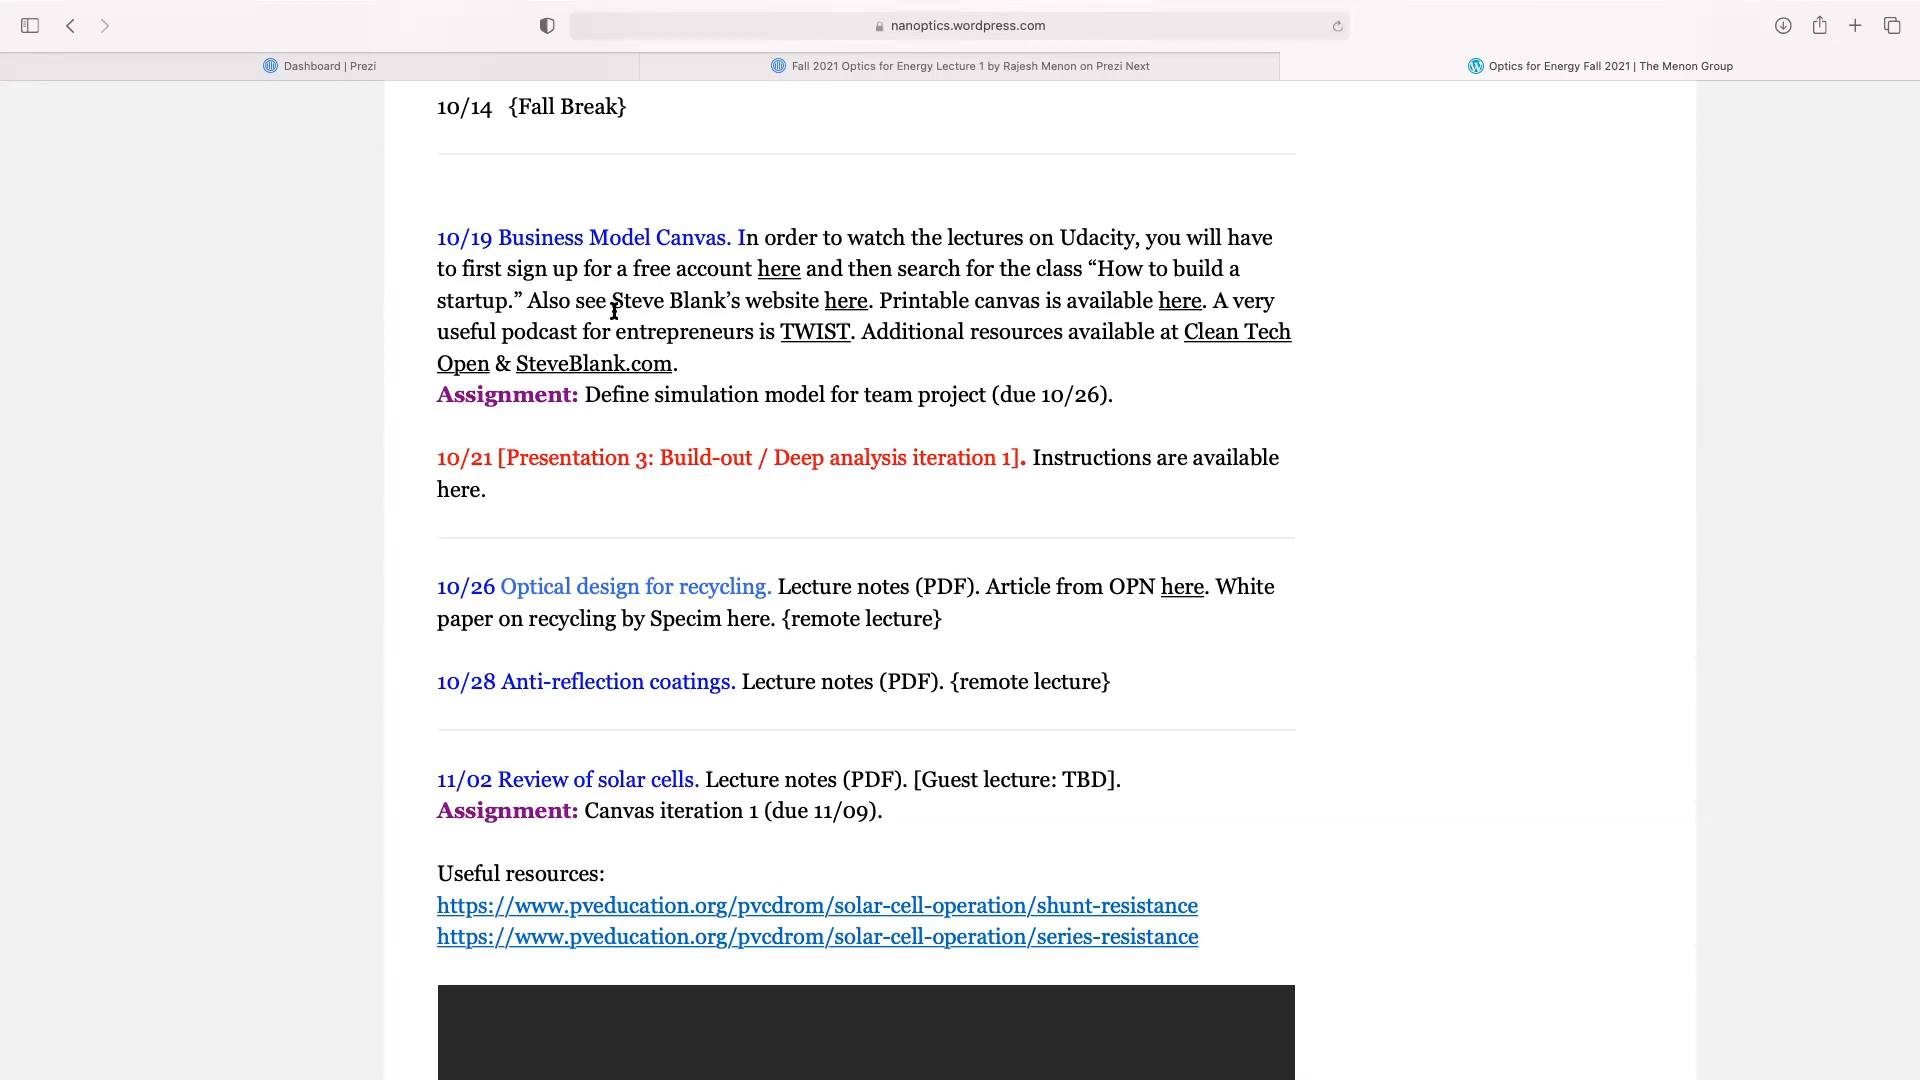 nanoptics.wordpress.com
Dashboard | Prezi
Fall 2021 Optics for Energy Lecture 1 by Rajesh Menon on Prezi Next
Optics for Energy Fall 2021 | The Menon Group
10/14 {Fall Break}
10/19 Business Model Canvas. In order to watch the lectures on Udacity, you will have
to first sign up for a free account here and then search for the class “How to build a
startup.” Also see Steve Blank’s website here. Printable canvas is available here. A very
useful podcast for entrepreneurs is TWIST. Additional resources available at Clean Tech
Open & SteveBlank.com.
Assignment: Define simulation model for team project (due 10/26).
10/21 [Presentation 3: Build-out / Deep analysis iteration 1]. Instructions are available
here.
10/26 Optical design for recycling. Lecture notes (PDF). Article from OPN here. White
paper on recycling by Specim here. {remote lecture}
10/28 Anti-reflection coatings. Lecture notes (PDF). {remote lecture}
11/02 Review of solar cells. Lecture notes (PDF). [Guest lecture: TBD].
Assignment: Canvas iteration 1 (due 11/09).
Useful resources:
https://www.pveducation.org/pvcdrom/solar-cell-operation/shunt-resistance
https://www.pveducation.org/pvcdrom/solar-cell-operation/series-resistance